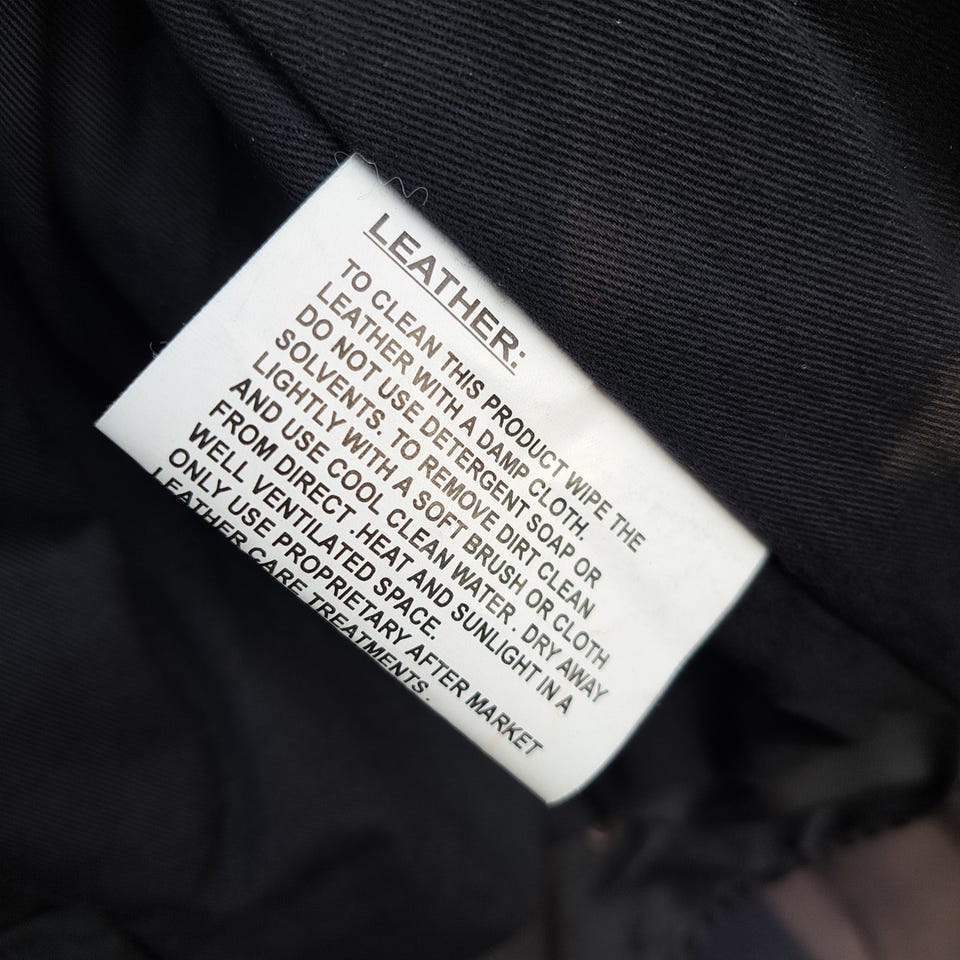 LEATHER:
TO CLEAN THIS PRODUCT WIPE THE
LEATHER WITH A DAMP CLOTH.
DO NOT USE DETERGENT SOAP OR
SOLVENTS. TO REMOVE DIRT CLEAN
LIGHTLY WITH A SOFT BRUSH OR CLOTH
AND USE COOL CLEAN WATER . DRY AWAY
FROM DIRECT .HEAT AND SUNLIGHT IN A
WELL VENTILATED SPACE.
ONLY USE PROPRIETARY AFTER MARKET
LEATHER CARE TREATMENTS .